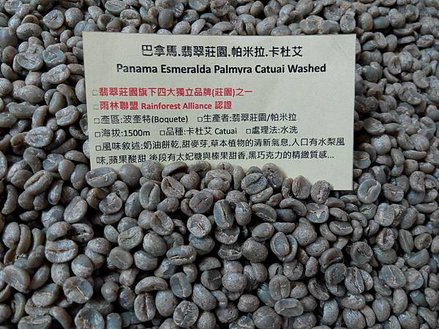 巴拿馬.翡翠莊園.帕米拉.卡杜艾
Panama Esmeralda Palmyra Catuai Washed
□翡翠莊園旗下四大獨立品牌(莊園)之一
□雨林聯盟 Rainforest Alliance 認證
□產區:波奎特(Boquete) □生產者:翡翠莊園/帕米拉
□海拔:1500m □品種:卡杜艾 Catuai □處理法:水洗
□風味敘述:奶油餅乾,甜麥芽,草本植物的清新氣息,入口有水梨風
味,蘋果酸甜,後段有太妃糖與榛果甜香,黑巧克力的精緻質感...